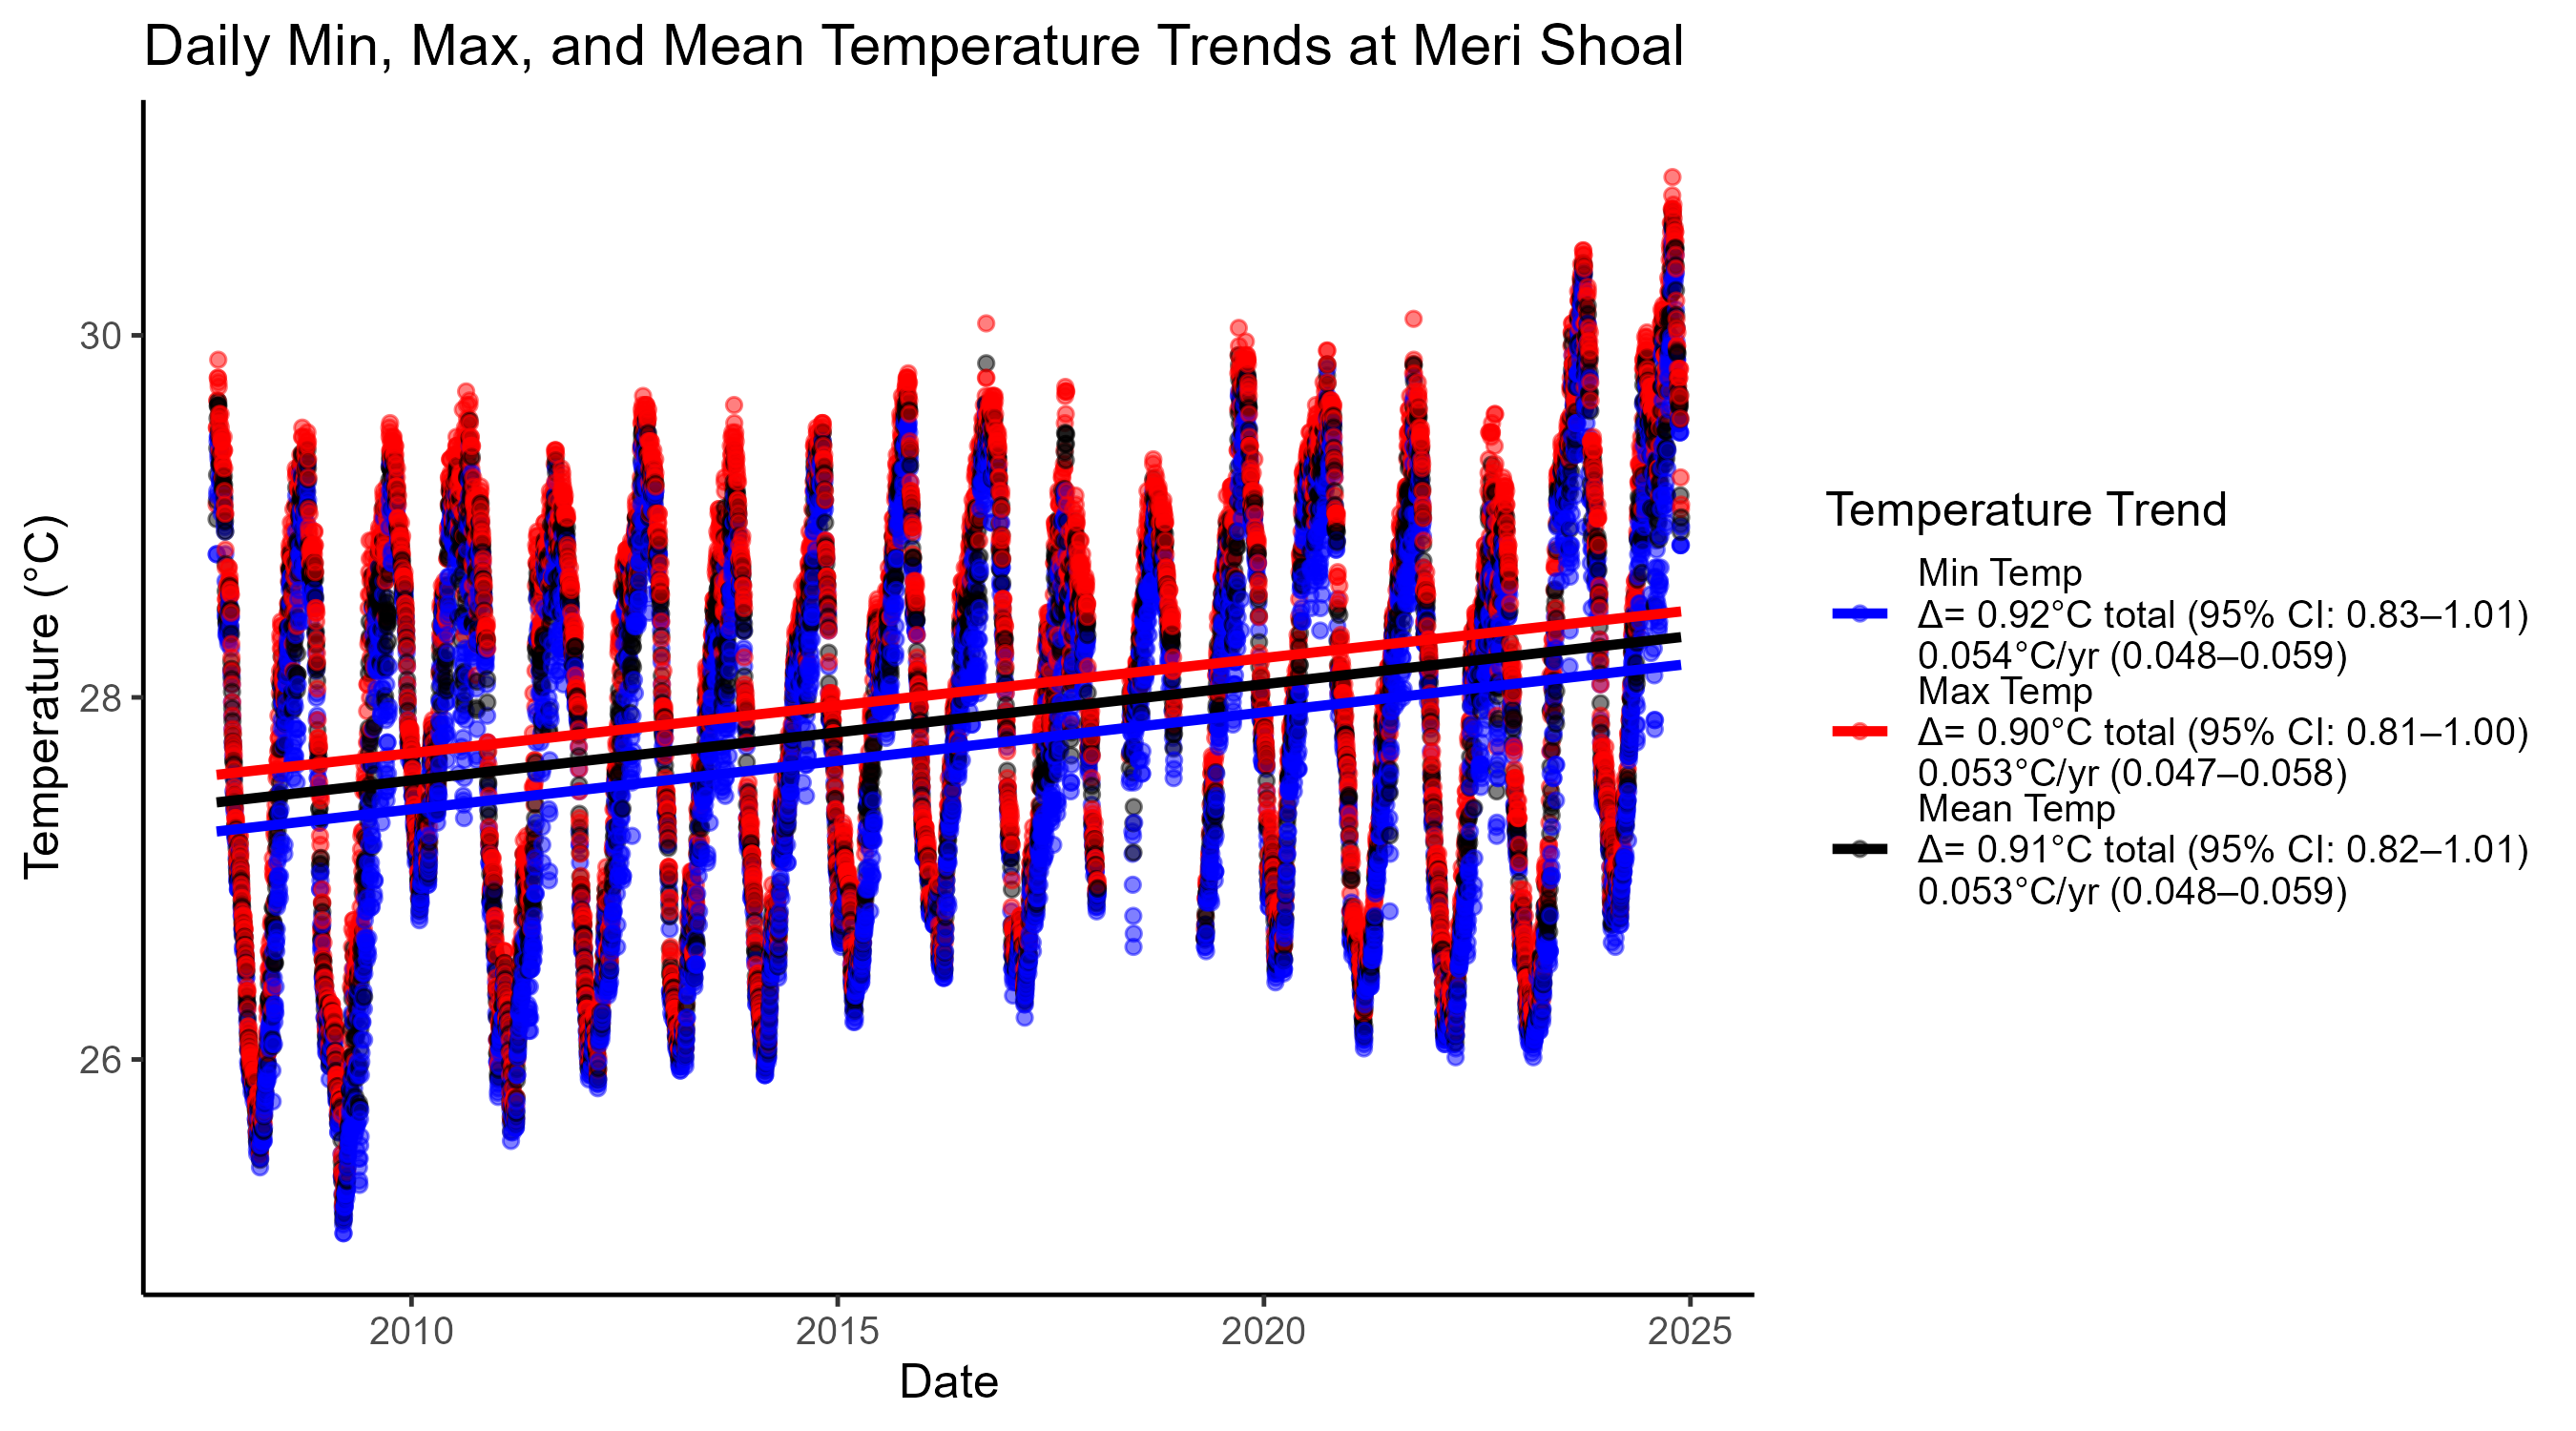 Daily Min, Max, and Mean Temperature Trends at Meri Shoal
Temperature (°C)
30
28
26
2010
2015
2020
2025
Date
Temperature Trend
Min Temp
Δ= 0.92°C total (95% CI: 0.83–1.01)
0.054°C/yr (0.048–0.059)
Max Temp
Δ= 0.90°C total (95% CI: 0.81–1.00)
0.053°C/yr (0.047–0.058)
Mean Temp
Δ= 0.91°C total (95% CI: 0.82–1.01)
0.053°C/yr (0.048–0.059)